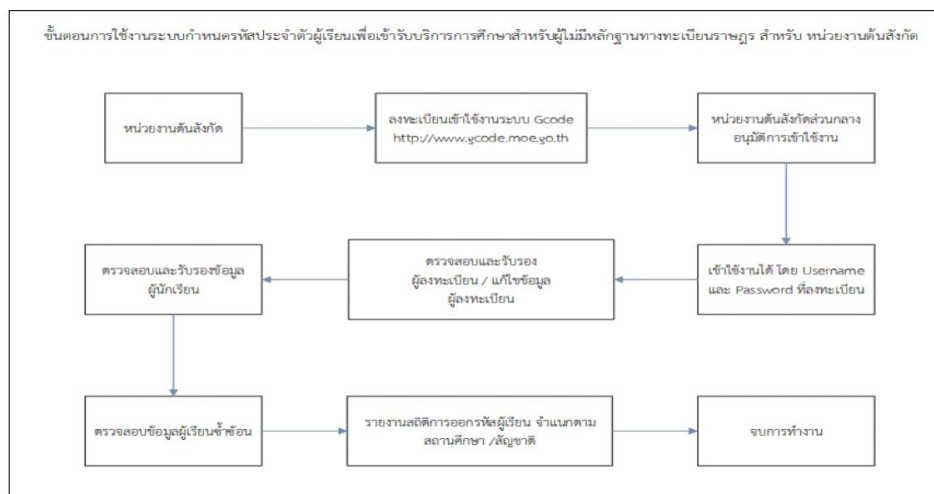 ขั้นตอนการใช้งานระบบกำหนดรหัสประจำตัวผู้เรียนเพื่อเข้ารับบริการการศึกษาสำหรับผู้ไม่มีหลักฐานทางทะเบียนราษฎร สำหรับ หน่วยงานต้นสังกัด
หน่วยงานต้นสังกัด
ลงทะเบียนเข้าใช้งานระบบ Gcode
http://www.gcode.moe.go.th
หน่วยงานต้นสังกัดส่วนกลาง
อนุมัติการเข้าใช้งาน
เข้าใช้งานได้ โดย Username
และ Password ที่ลงทะเบียน
ตรวจสอบและรับรอง
ผู้ลงทะเบียน / แก้ไขข้อมูล
ผู้ลงทะเบียน
ตรวจสอบและรับรองข้อมูล
ผู้นักเรียน
ตรวจสอบข้อมูลผู้เรียนซ้ำซ้อน
รายงานสถิติการออกรหัสผู้เรียน จำแนกตาม
สถานศึกษา /สัญชาติ
จบการทำงาน